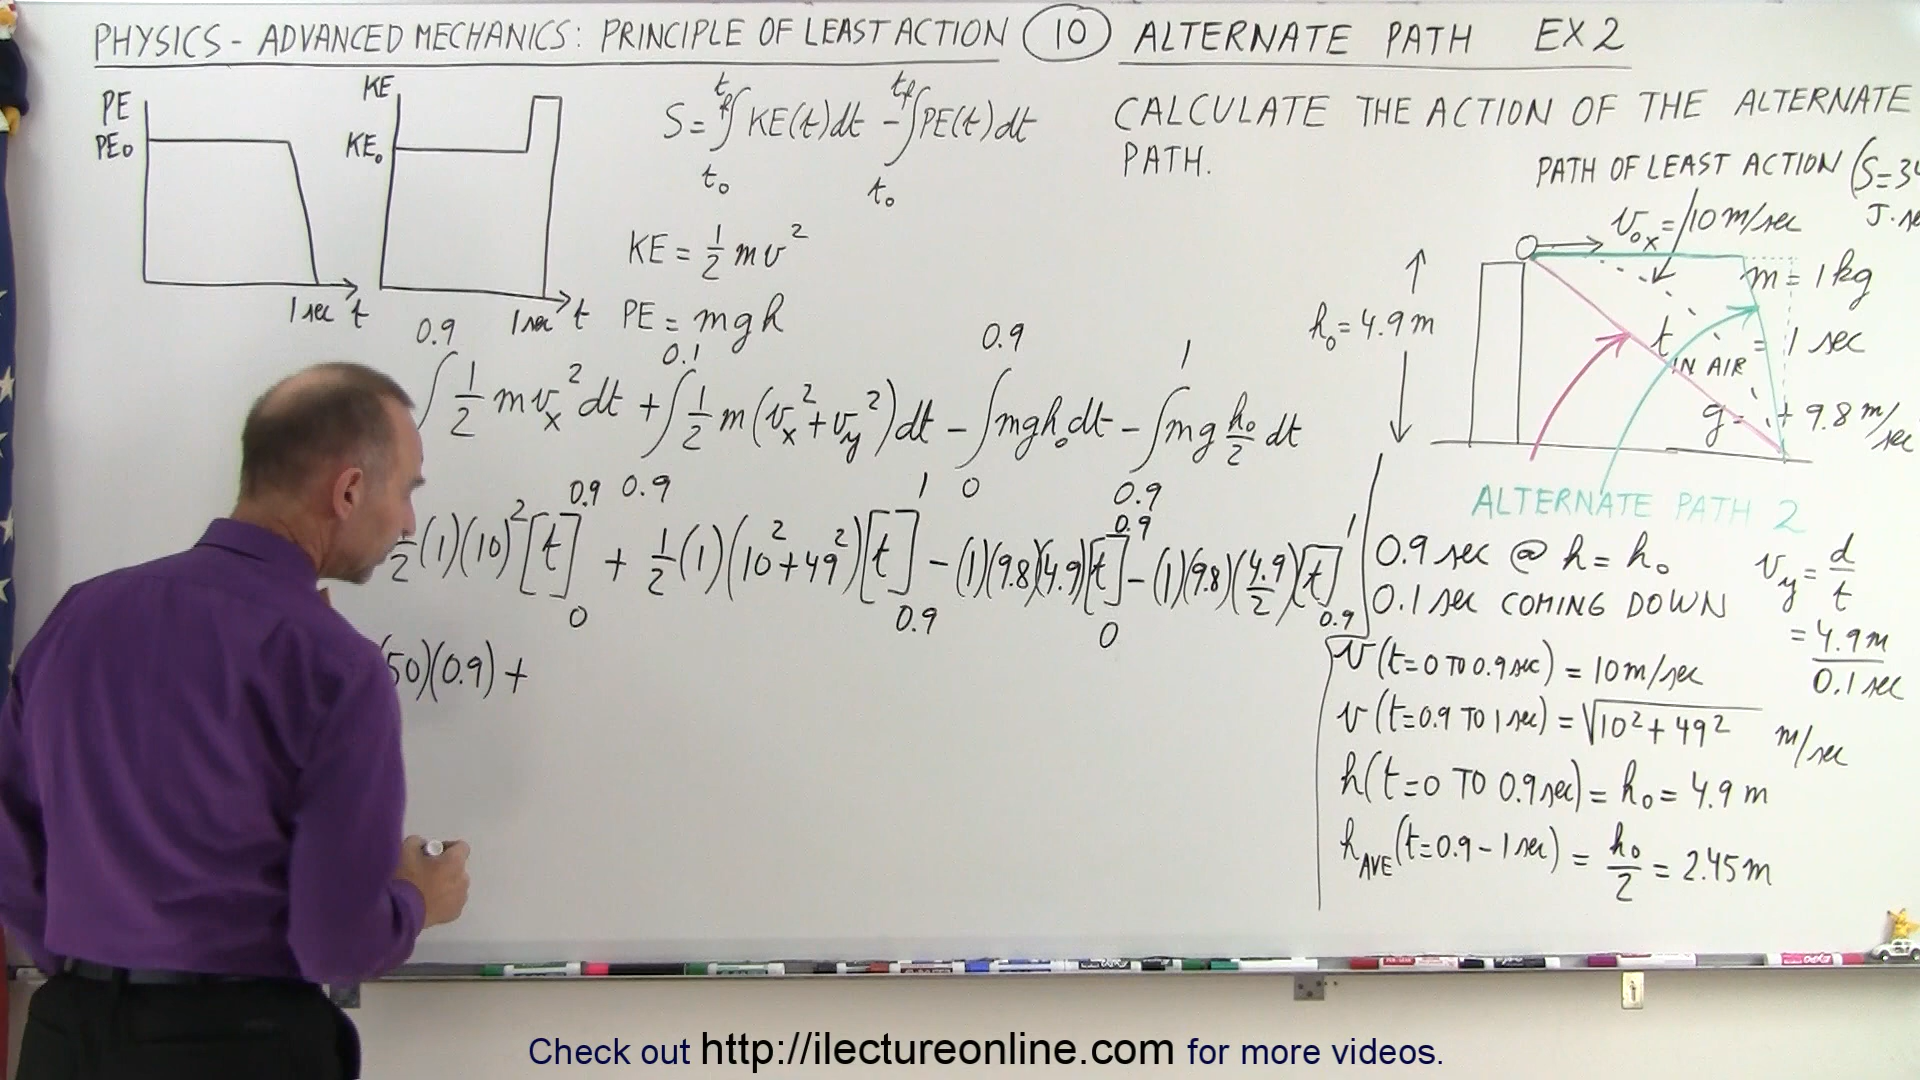 PHYSICS - ADVANCED MECHANICS: PRINCIPLE OF LEAST ACTION 10 ALTERNATE PATH EX 2
PE
PE₀
1 sec t
KE
KE₀
1 sec t
S = ∫ KE(t) dt - ∫ PE(t) dt
t_f t_f
t₀ t₀
KE = 1/2 mv²
PE = mgh
CALCULATE THE ACTION OF THE ALTERNATE
PATH.
PATH OF LEAST ACTION (S=34
J·se
v₀ₓ = 10 m/sec
m = 1 kg
h₀ = 4.9 m
t = 1 sec
IN AIR
g = + 9.8 m/sec
ALTERNATE PATH 2
0.9 0.1 0.9 1
∫ 1/2 mvₓ² dt + ∫ 1/2 m(vₓ² + v_y²) dt - ∫ mgh₀ dt - ∫ mg h₀/2 dt
0.9 0 0.9
1/2 (1)(10)² [t]₀^0.9 + 1/2 (1)(10² + 49²)[t]_0.9^1 - (1)(9.8)(4.9)[t]₀^0.9 - (1)(9.8)(4.9/2)[t]_0.9^1
(50)(0.9) +
0.9 sec @ h = h₀
0.1 sec COMING DOWN
v_y = d/t
= 4.9 m / 0.1 sec
v (t=0 TO 0.9 sec) = 10 m/sec
v (t=0.9 TO 1 sec) = √10² + 49² m/sec
h (t=0 TO 0.9 sec) = h₀ = 4.9 m
h_AVE (t=0.9 - 1 sec) = h₀/2 = 2.45 m
Check out http://ilectureonline.com for more videos.